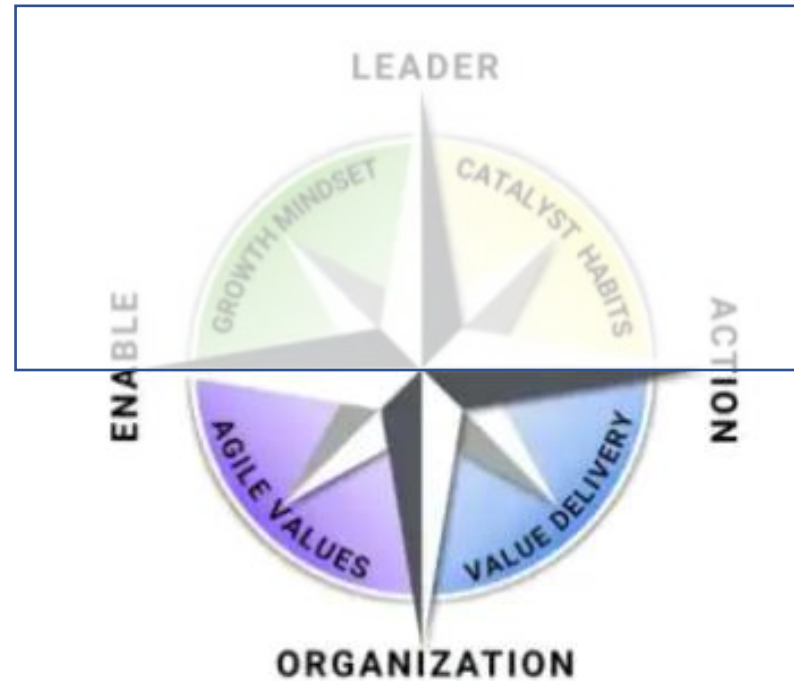 LEADER
GROWTH MINDSET
CATALYST HABITS
ENABLE
ACTION
AGILE VALUES
VALUE DELIVERY
ORGANIZATION